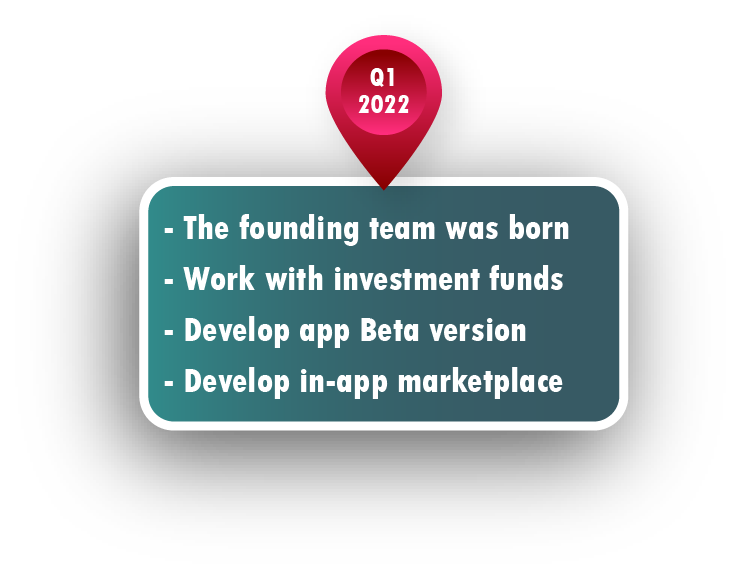 Q1
2022
- The founding team was born
- Work with investment funds
- Develop app Beta version
- Develop in-app marketplace